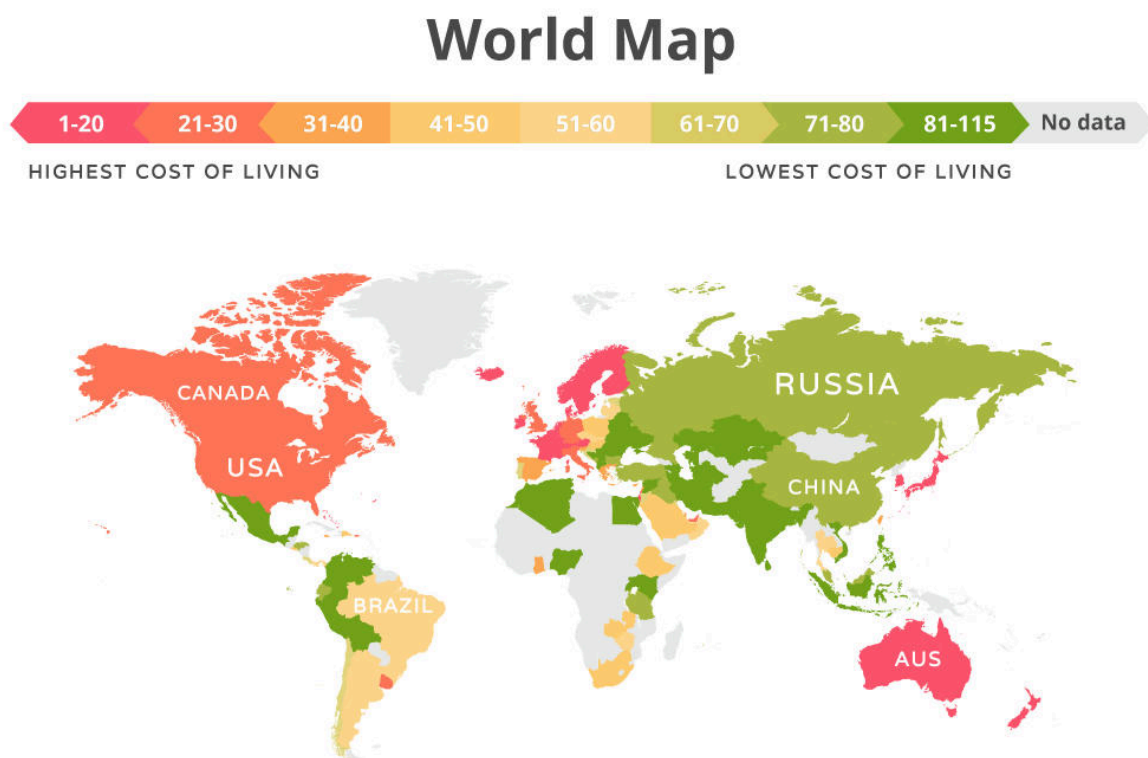 World Map
1-20 21-30 31-40 41-50 51-60 61-70 71-80 81-115 No data
HIGHEST COST OF LIVING LOWEST COST OF LIVING
CANADA
RUSSIA
USA
CHINA
BRAZIL
AUS